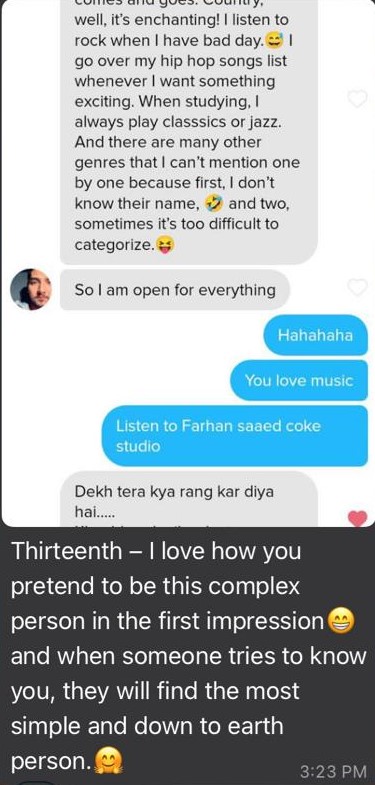 well, it's enchanting! I listen to
rock when I have bad day.😅 I
go over my hip hop songs list
whenever I want something
exciting. When studying, I
always play classsics or jazz.
And there are many other
genres that I can't mention one
by one because first, I don't
know their name, 🤣 and two,
sometimes it's too difficult to
categorize.😝
So I am open for everything
Hahahaha
You love music
Listen to Farhan saaed coke
studio
Dekh tera kya rang kar diya
hai.....
Thirteenth – I love how you
pretend to be this complex
person in the first impression😁
and when someone tries to know
you, they will find the most
simple and down to earth
person.🤗
3:23 PM